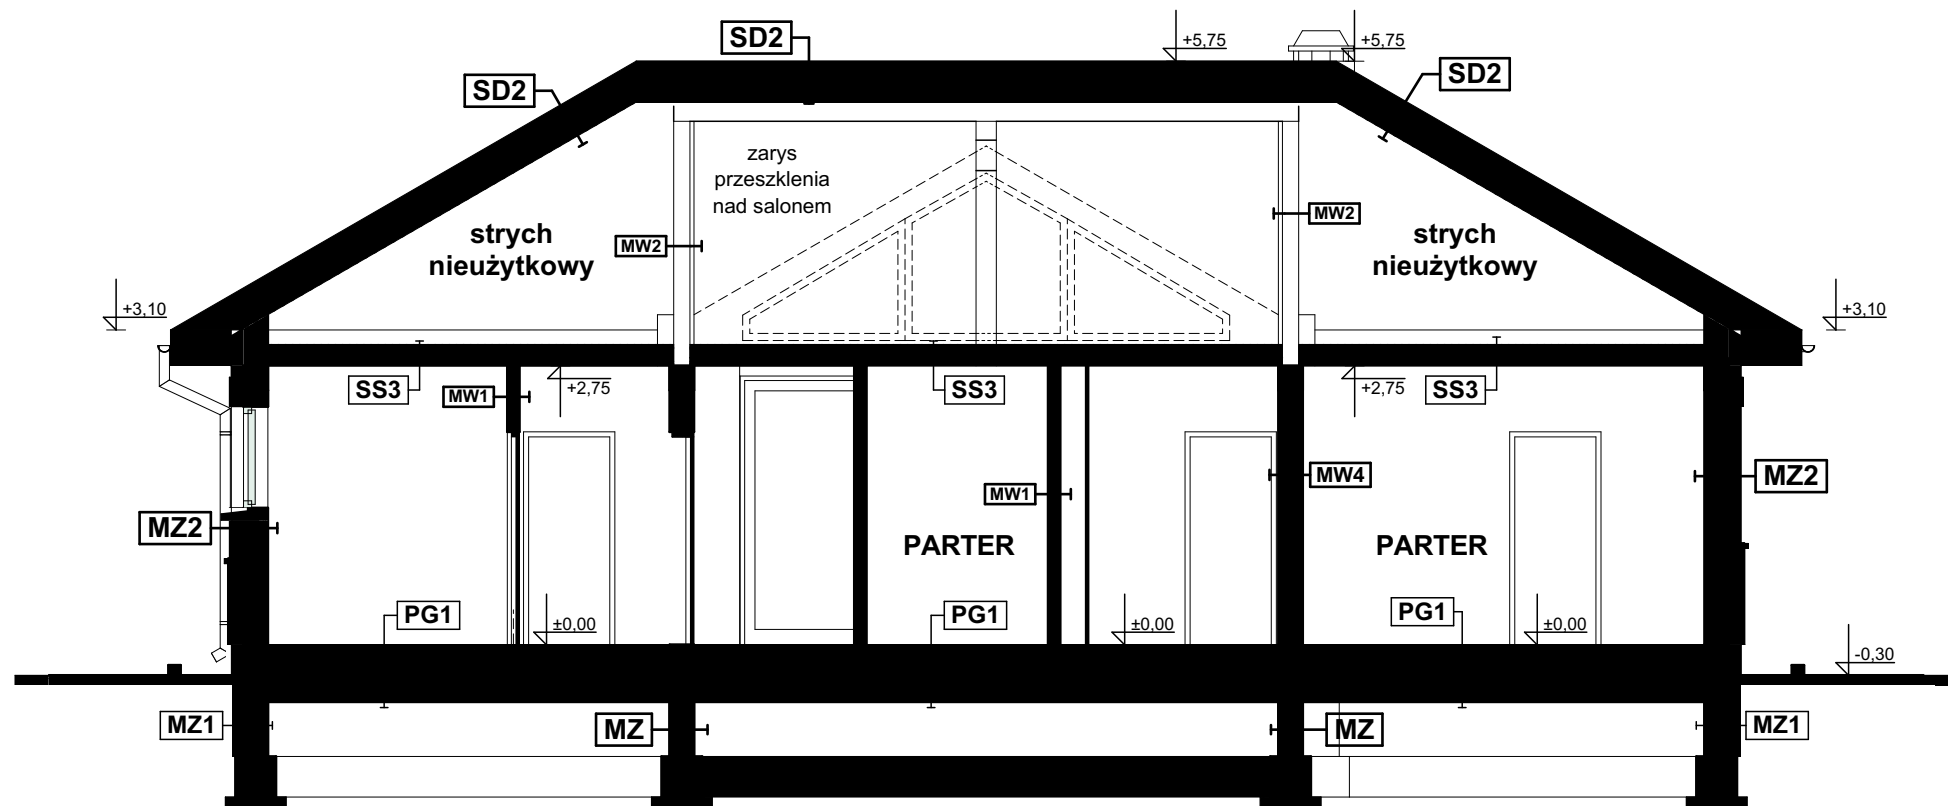 SD2
+5,75
+5,75
SD2
SD2
zarys
przeszklenia
nad salonem
MW2
MW2
strych
nieużytkowy
strych
nieużytkowy
+3,10
+3,10
SS3
MW1
+2,75
SS3
+2,75
SS3
MW1
MW4
MZ2
MZ2
PARTER
PARTER
PG1
±0,00
PG1
±0,00
PG1
±0,00
-0,30
MZ1
MZ
MZ
MZ1